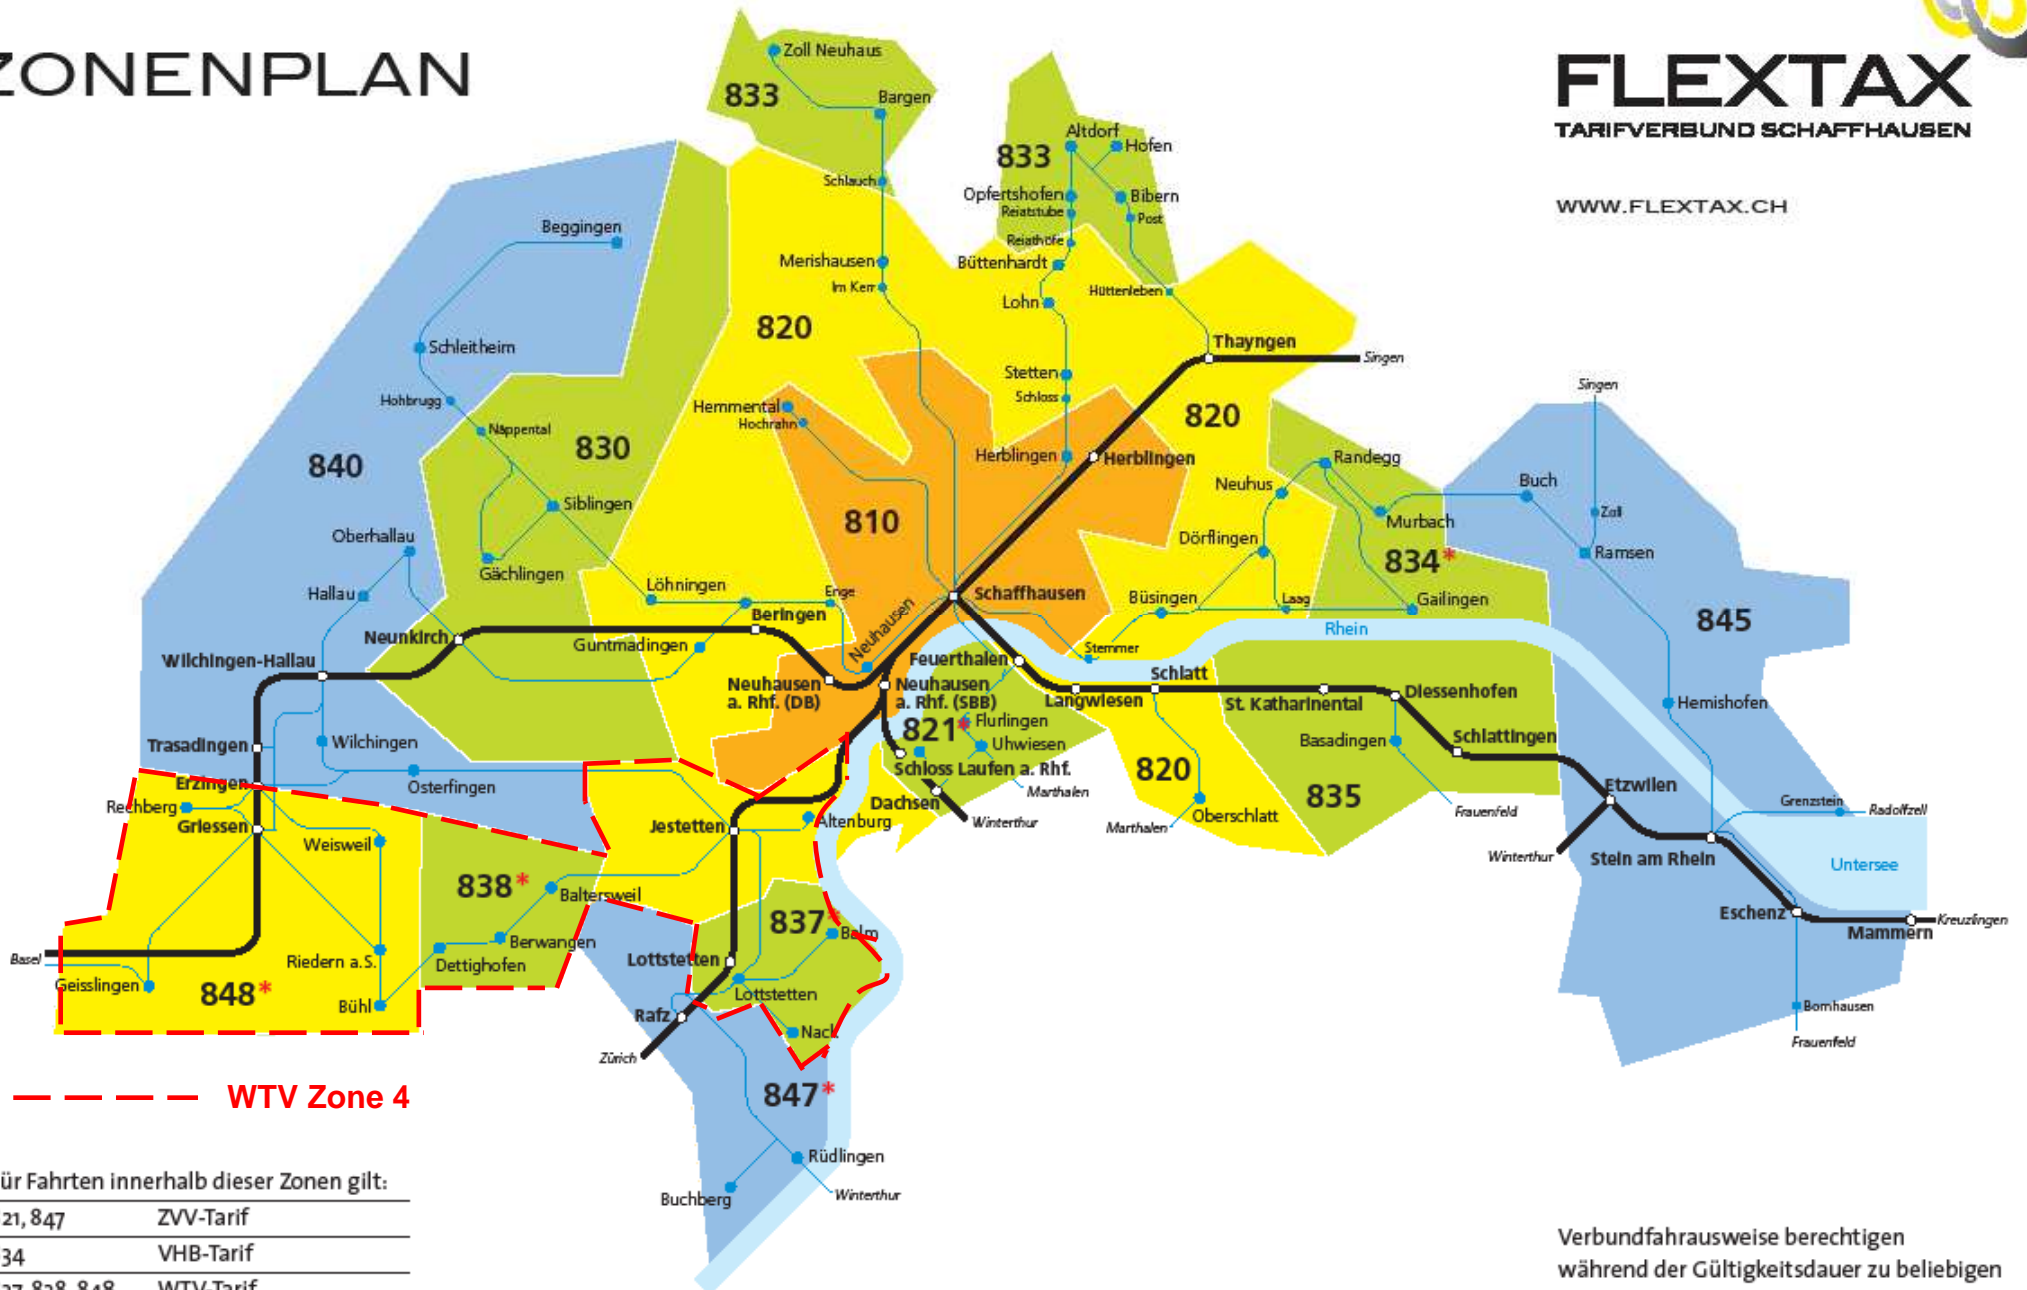 ZONENPLAN
FLEXTAX
TARIFVERBUND SCHAFFHAUSEN
WWW.FLEXTAX.CH
Zoll Neuhaus
833
Bargen
Schlauch
Altdorf
Hofen
833
Opfertshofen
Bibern
Reiatstube
Post
Reiathöfe
Beggingen
Merishausen
Im Kerr
Büttenhardt
Hüttenleben
Lohn
820
Thayngen
Singen
Schleitheim
Stetten
Schloss
Singen
Hohbrugg
Hemmental
Hochrahn
820
Näppental
830
840
Herblingen
Herblingen
Randegg
Neuhus
Buch
Siblingen
810
Murbach
Zoll
Oberhallau
Dörflingen
834*
Ramsen
Gächlingen
Hallau
Löhningen
Enge
Schaffhausen
Büsingen
Laag
Gailingen
845
Beringen
Neuhausen
Rhein
Neunkirch
Guntmadingen
Stemmer
Wilchingen-Hallau
Feuerthalen
Schlatt
Neuhausen
a. Rhf. (DB)
Neuhausen
a. Rhf. (SBB)
Langwiesen
St. Katharinental
Diessenhofen
Hemishofen
821*
Flurlingen
Uhwiesen
Trasadingen
Wilchingen
Basadingen
Schlattingen
Schloss Laufen a. Rhf.
820
Erzingen
Osterfingen
Etzwilen
Rechberg
Dachsen
Marthalen
835
Frauenfeld
Grenzstein
Radolfzell
Griessen
Jestetten
Altenburg
Winterthur
Marthalen
Oberschlatt
Weisweil
Winterthur
Stein am Rhein
Untersee
838*
Baltersweil
837*
Balm
Eschenz
Kreuzlingen
Mammern
Berwangen
Basel
Riedern a.S.
Dettighofen
Lottstetten
Geisslingen
848*
Bühl
Lottstetten
Rafz
Nack
Bornhausen
Zürich
Frauenfeld
WTV Zone 4
847*
Rüdlingen
Buchberg
Winterthur
ür Fahrten innerhalb dieser Zonen gilt:
21, 847 ZVV-Tarif
34 VHB-Tarif
37, 838, 848 WTV-Tarif
Verbundfahrausweise berechtigen
während der Gültigkeitsdauer zu beliebigen